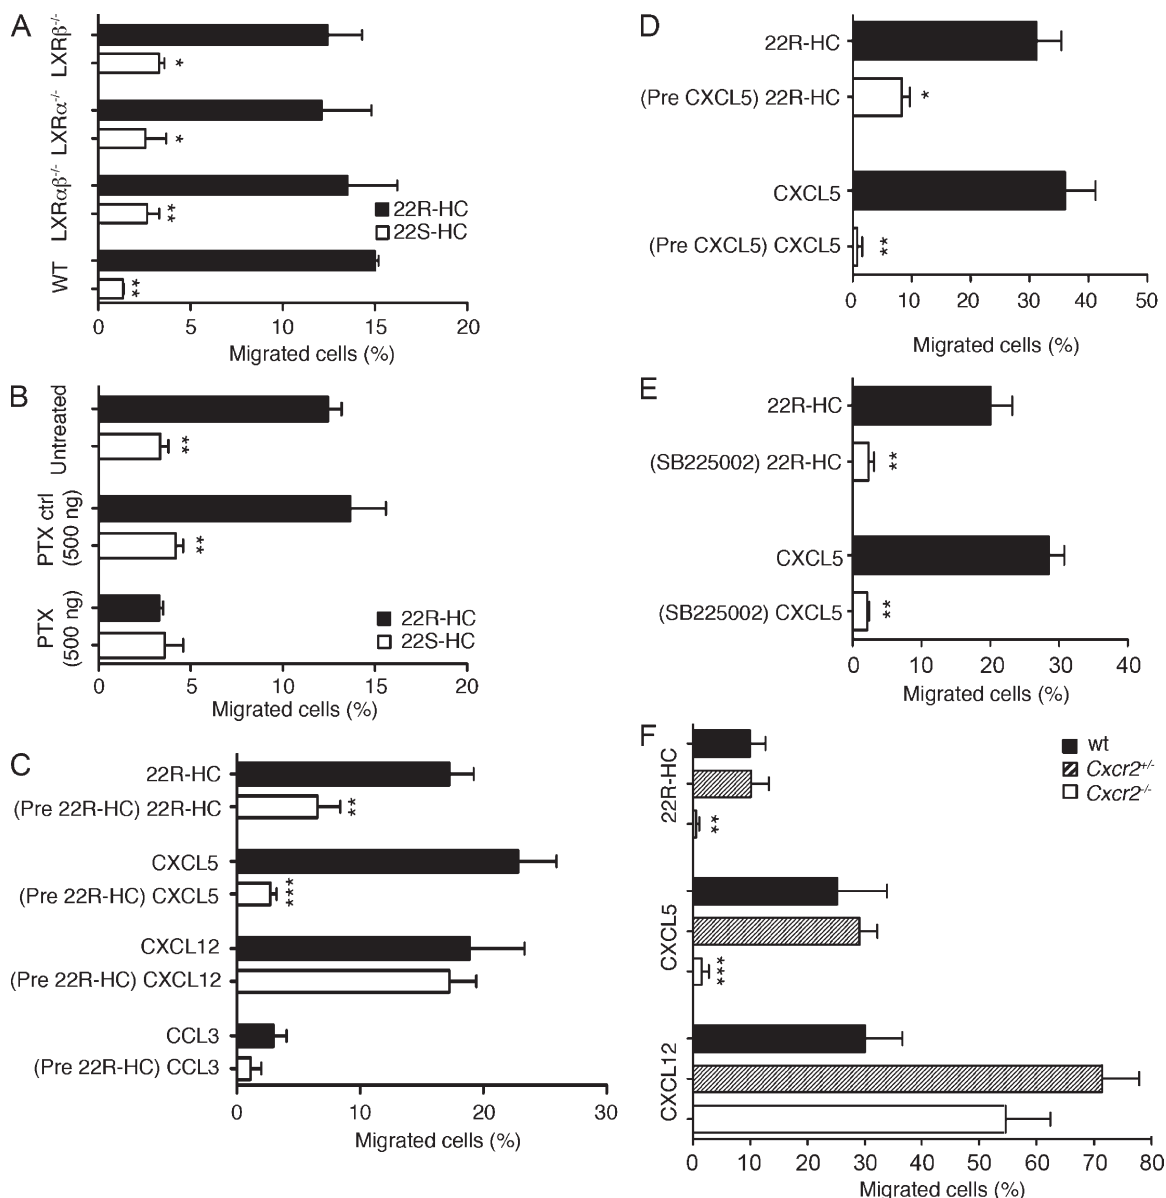 A
LXRβ-/-
*
LXRα-/-
*
LXRαβ-/-
**
22R-HC
22S-HC
WT
**
0 5 10 15 20
Migrated cells (%)
B
Untreated
**
PTX ctrl
(500 ng)
**
PTX
(500 ng)
22R-HC
22S-HC
0 5 10 15 20
Migrated cells (%)
C
22R-HC
(Pre 22R-HC) 22R-HC **
CXCL5
(Pre 22R-HC) CXCL5 ***
CXCL12
(Pre 22R-HC) CXCL12
CCL3
(Pre 22R-HC) CCL3
0 10 20 30
Migrated cells (%)
D
22R-HC
(Pre CXCL5) 22R-HC *
CXCL5
(Pre CXCL5) CXCL5 **
0 10 20 30 40 50
Migrated cells (%)
E
22R-HC
(SB225002) 22R-HC **
CXCL5
(SB225002) CXCL5 **
0 10 20 30 40
Migrated cells (%)
F
wt
Cxcr2+/-
Cxcr2-/-
22R-HC
**
CXCL5
***
CXCL12
0 10 20 30 40 50 60 70 80
Migrated cells (%)